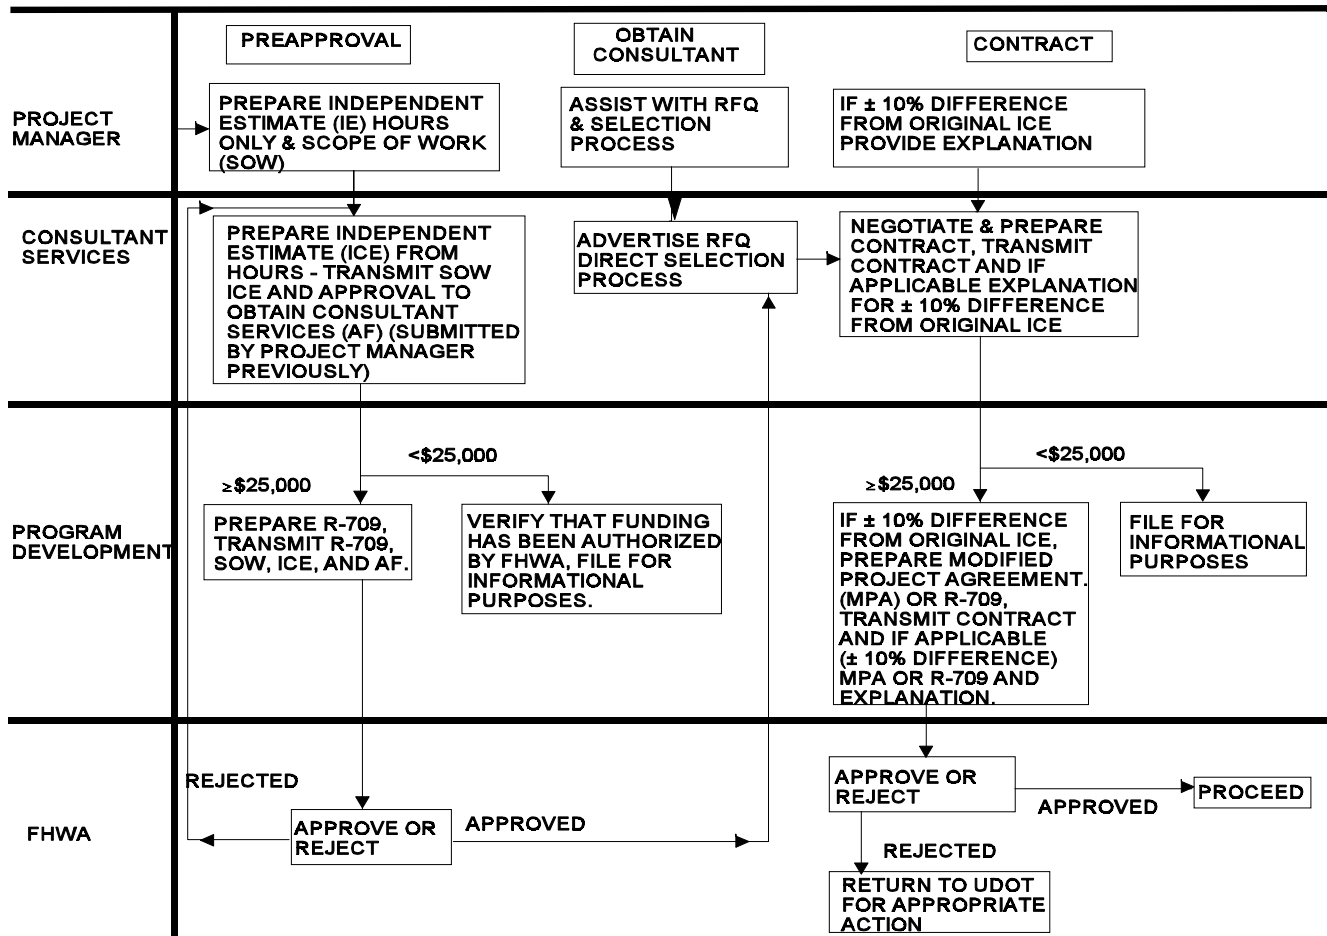 PREAPPROVAL
OBTAIN
CONSULTANT
CONTRACT
PROJECT
MANAGER
PREPARE INDEPENDENT
ESTIMATE (IE) HOURS
ONLY & SCOPE OF WORK
(SOW)
ASSIST WITH RFQ
& SELECTION
PROCESS
IF ± 10% DIFFERENCE
FROM ORIGINAL ICE
PROVIDE EXPLANATION
CONSULTANT
SERVICES
PREPARE INDEPENDENT
ESTIMATE (ICE) FROM
HOURS - TRANSMIT SOW
ICE AND APPROVAL TO
OBTAIN CONSULTANT
SERVICES (AF) (SUBMITTED
BY PROJECT MANAGER
PREVIOUSLY)
ADVERTISE RFQ
DIRECT SELECTION
PROCESS
NEGOTIATE & PREPARE
CONTRACT, TRANSMIT
CONTRACT AND IF
APPLICABLE EXPLANATION
FOR ± 10% DIFFERENCE
FROM ORIGINAL ICE
PROGRAM
DEVELOPMENT
<$25,000
≥$25,000
PREPARE R-709,
TRANSMIT R-709,
SOW, ICE, AND AF.
VERIFY THAT FUNDING
HAS BEEN AUTHORIZED
BY FHWA, FILE FOR
INFORMATIONAL
PURPOSES.
<$25,000
≥$25,000
IF ± 10% DIFFERENCE
FROM ORIGINAL ICE,
PREPARE MODIFIED
PROJECT AGREEMENT.
(MPA) OR R-709,
TRANSMIT CONTRACT
AND IF APPLICABLE
(± 10% DIFFERENCE)
MPA OR R-709 AND
EXPLANATION.
FILE FOR
INFORMATIONAL
PURPOSES
FHWA
REJECTED
APPROVE OR
REJECT
APPROVED
APPROVE OR
REJECT
APPROVED
PROCEED
REJECTED
RETURN TO UDOT
FOR APPROPRIATE
ACTION